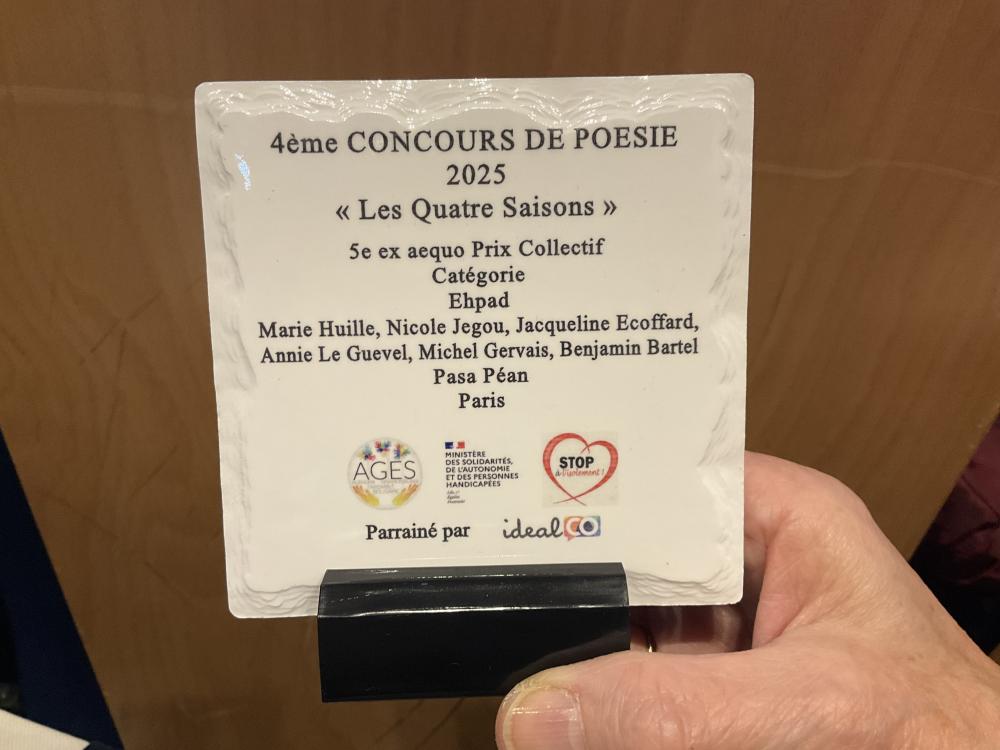 4ème CONCOURS DE POESIE
2025
« Les Quatre Saisons »
5e ex aequo Prix Collectif
Catégorie
Ehpad
Marie Huille, Nicole Jegou, Jacqueline Ecoffard,
Annie Le Guevel, Michel Gervais, Benjamin Bartel
Pasa Péan
Paris
AGES
MINISTÈRE
DES SOLIDARITÉS,
DE L'AUTONOMIE
ET DES PERSONNES
HANDICAPÉES
STOP
à l'isolement !
Parrainé par
idealCO